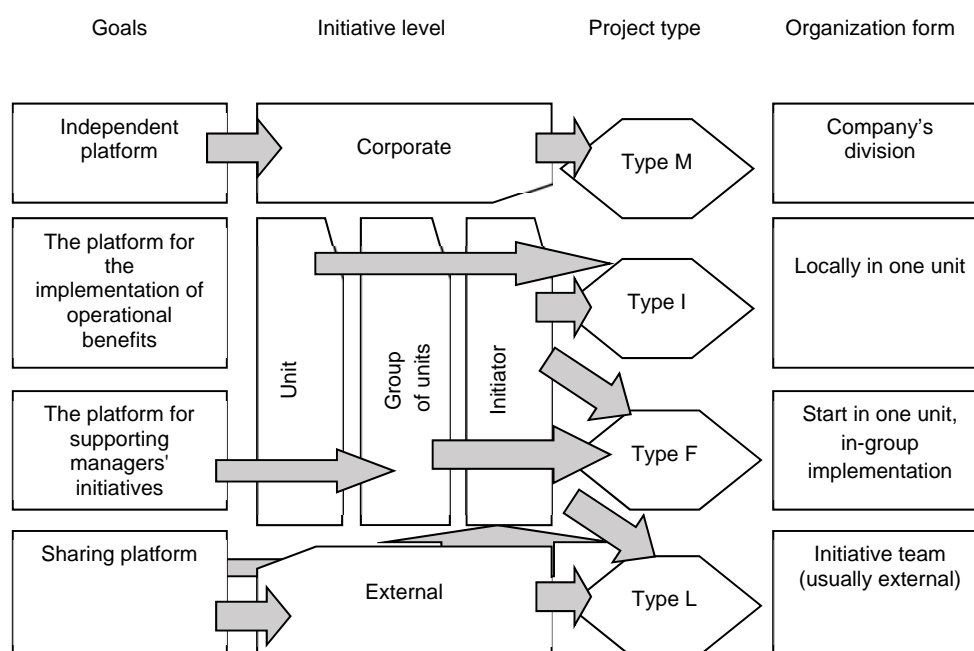 Goals
Initiative level
Project type
Organization form
Independent
platform
Corporate
Type M
Company’s
division
The platform for
the
implementation of
operational
benefits
Unit
Group
of units
Initiator
Type I
Locally in one unit
The platform for
supporting
managers'
initiatives
Type F
Start in one unit,
in-group
implementation
Sharing platform
External
Type L
Initiative team
(usually external)